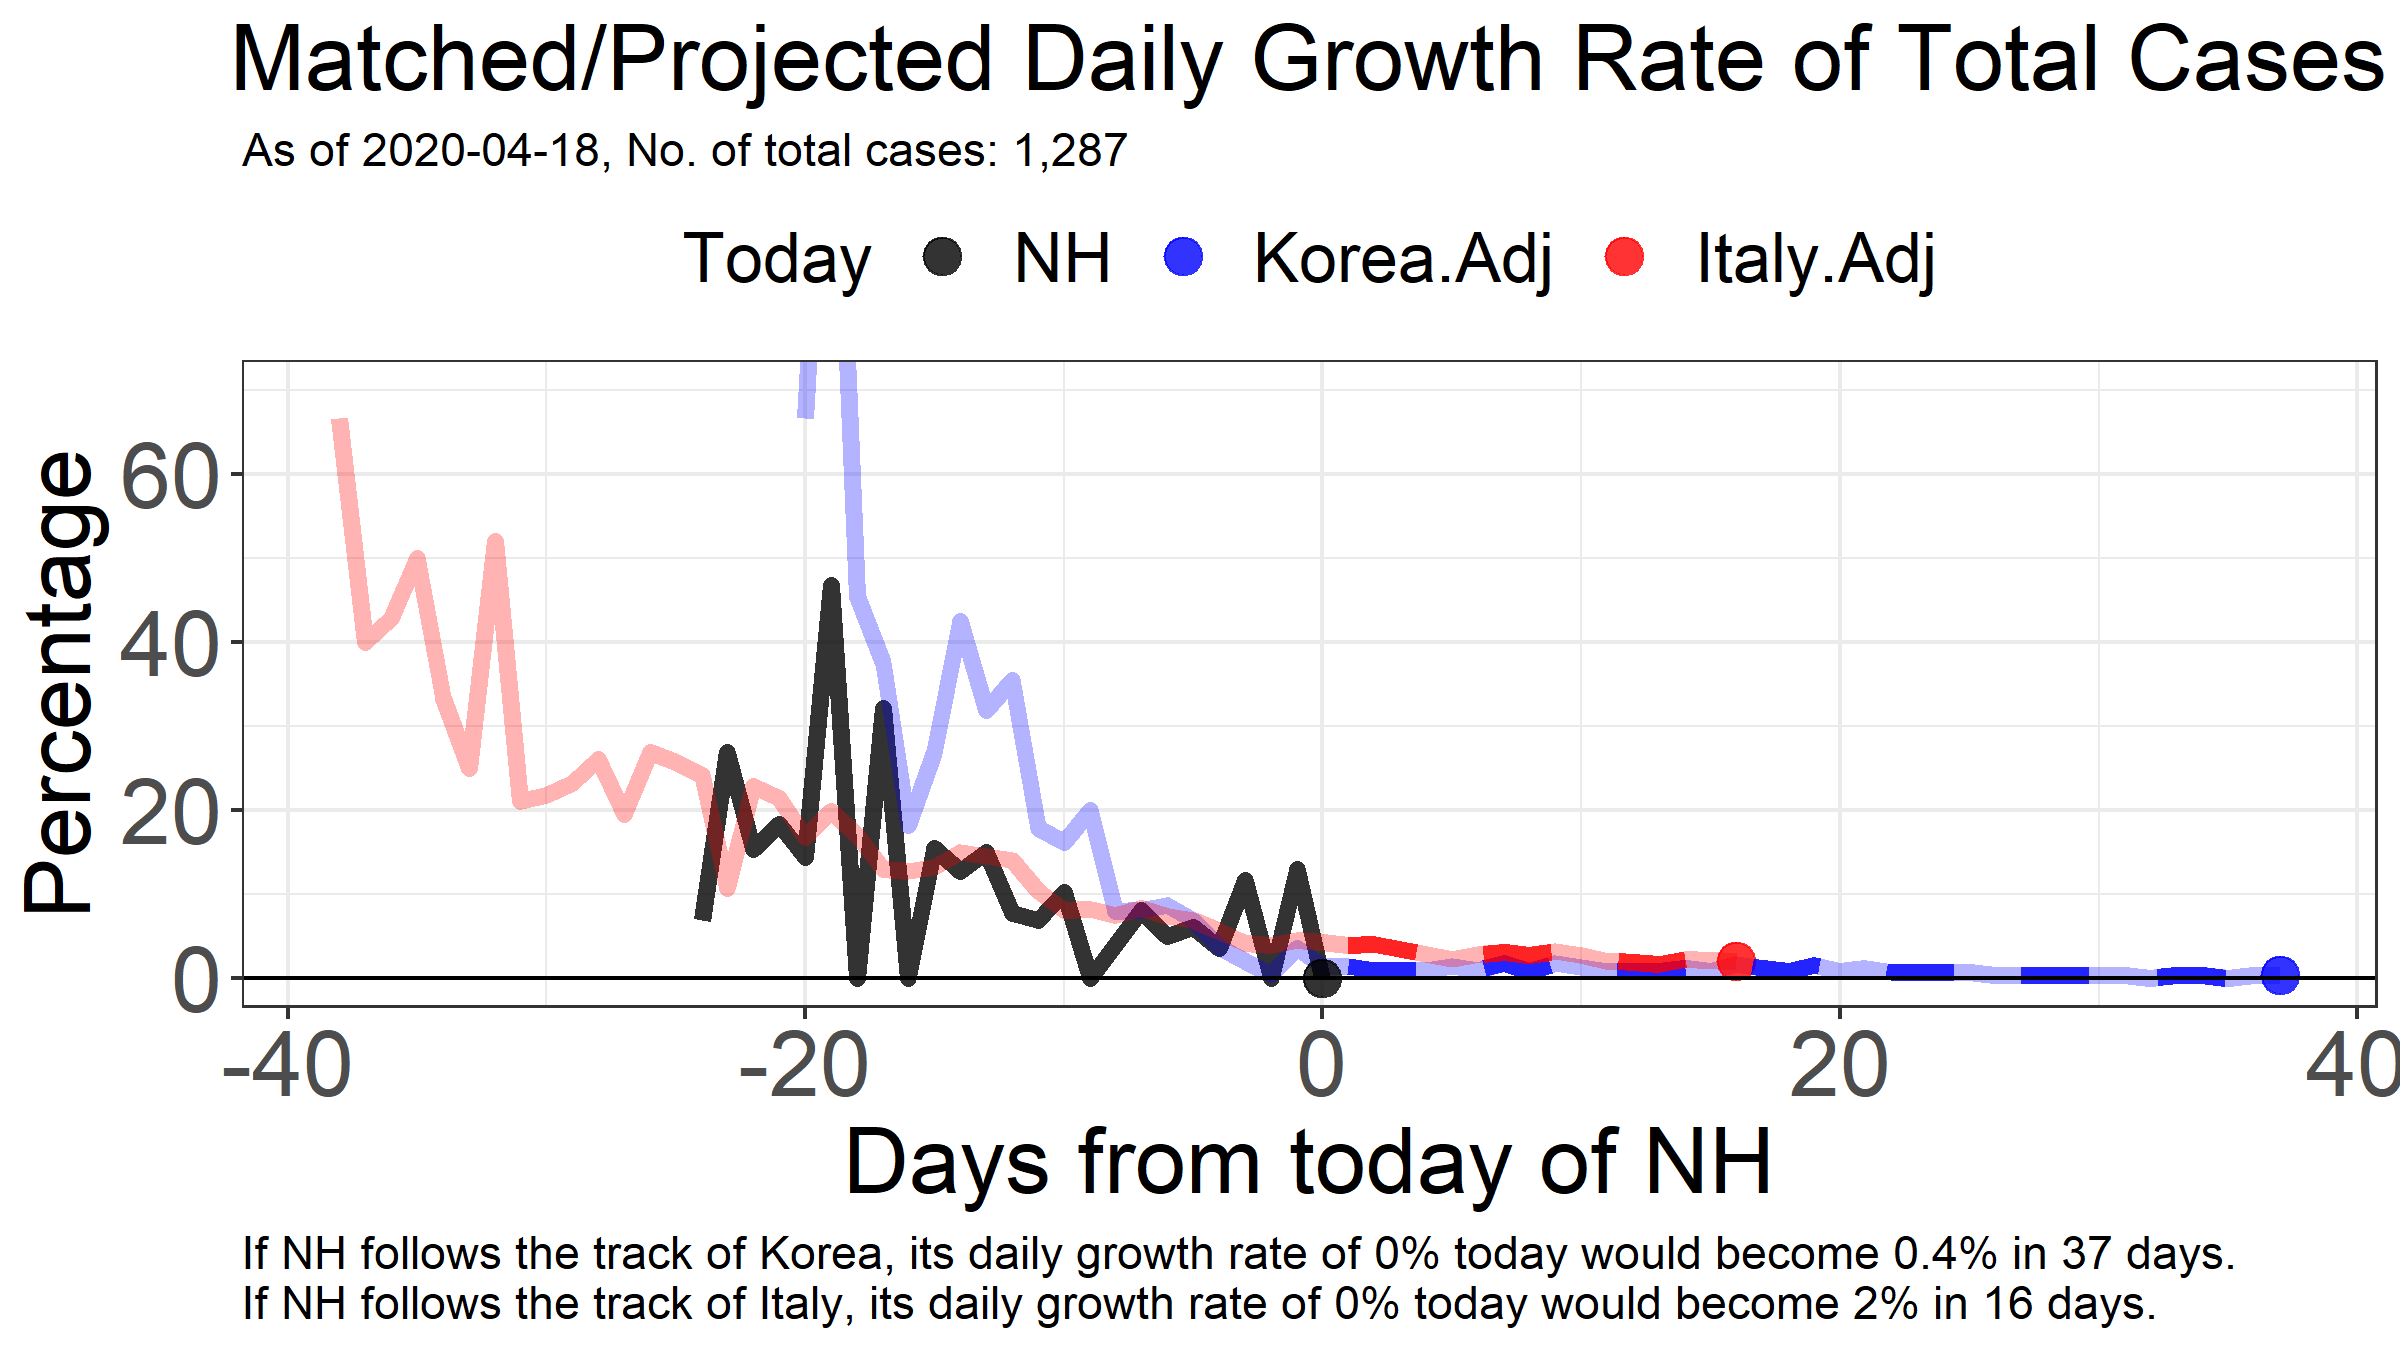 Matched/Projected Daily Growth Rate of Total Cases
As of 2020-04-18, No. of total cases: 1,287
Today NH Korea.Adj Italy.Adj
Percentage
60
40
20
0
-40 -20 0 20 40
Days from today of NH
If NH follows the track of Korea, its daily growth rate of 0% today would become 0.4% in 37 days.
If NH follows the track of Italy, its daily growth rate of 0% today would become 2% in 16 days.